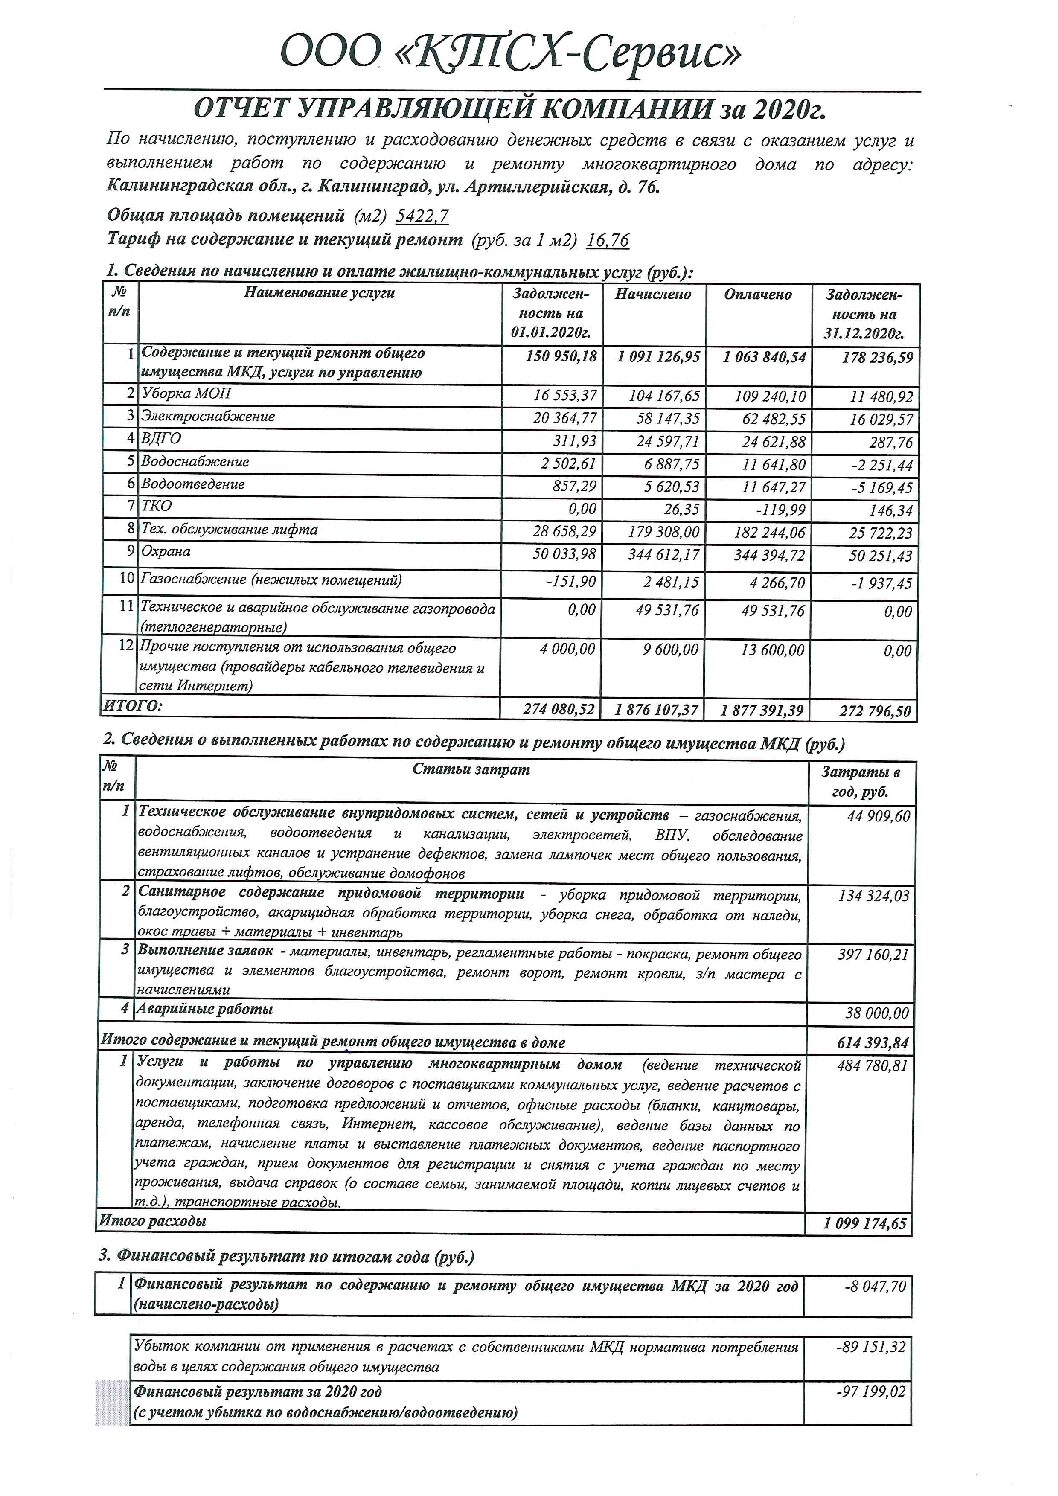 ООО «КТСХ-Сервис»
ОТЧЕТ УПРАВЛЯЮЩЕЙ КОМПАНИИ за 2020г.
По начислению, поступлению и расходованию денежных средств в связи с оказанием услуг и
выполнением работ по содержанию и ремонту многоквартирного дома по адресу:
Калининградская обл., г. Калининград, ул. Артиллерийская, д. 76.
Общая площадь помещений (м2) 5422,7
Тариф на содержание и текущий ремонт (руб. за 1 м2) 16,76
1. Сведения по начислению и оплате жилищно-коммунальных услуг (руб.):
№ п/п Наименование услуги Задолжен-ность на 01.01.2020г. Начислено Оплачено Задолжен-ность на 31.12.2020г.
1 Содержание и текущий ремонт общего 150 950,18 1 091 126,95 1 063 840,54 178 236,59
имущества МКД, услуги по управлению
2 Уборка МОП 16 553,37 104 167,65 109 240,10 11 480,92
3 Электроснабжение 20 364,77 58 147,35 62 482,55 16 029,57
4 ВДГО 311,93 24 597,71 24 621,88 287,76
5 Водоснабжение 2 502,61 6 887,75 11 641,80 -2 251,44
6 Водоотведение 857,29 5 620,53 11 647,27 -5 169,45
7 ТКО 0,00 26,35 -119,99 146,34
8 Тех. обслуживание лифта 28 658,29 179 308,00 182 244,06 25 722,23
9 Охрана 50 033,98 344 612,17 344 394,72 50 251,43
10 Газоснабжение (нежилых помещений) -151,90 2 481,15 4 266,70 -1 937,45
11 Техническое и аварийное обслуживание газопровода 0,00 49 531,76 49 531,76 0,00
(теплогенераторные)
12 Прочие поступления от использования общего 4 000,00 9 600,00 13 600,00 0,00
имущества (провайдеры кабельного телевидения и
сети Интернет)
ИТОГО: 274 080,52 1 876 107,37 1 877 391,39 272 796,50
2. Сведения о выполненных работах по содержанию и ремонту общего имущества МКД (руб.)
№ п/п Статьи затрат Затраты в год, руб.
1 Техническое обслуживание внутридомовых систем, сетей и устройств – газоснабжения, 44 909,60
водоснабжения, водоотведения и канализации, электросетей, ВПУ, обследование
вентиляционных каналов и устранение дефектов, замена лампочек мест общего пользования,
страхование лифтов, обслуживание домофонов
2 Санитарное содержание придомовой территории - уборка придомовой территории, 134 324,03
благоустройство, акарицидная обработка территории, уборка снега, обработка от наледи,
окос травы + материалы + инвентарь
3 Выполнение заявок - материалы, инвентарь, регламентные работы - покраска, ремонт общего 397 160,21
имущества и элементов благоустройства, ремонт ворот, ремонт кровли, з/п мастера с
начислениями
4 Аварийные работы 38 000,00
Итого содержание и текущий ремонт общего имущества в доме 614 393,84
1 Услуги и работы по управлению многоквартирным домом (ведение технической 484 780,81
документации, заключение договоров с поставщиками коммунальных услуг, ведение расчетов с
поставщиками, подготовка предложений и отчетов, офисные расходы (бланки, канцтовары,
аренда, телефонная связь, Интернет, кассовое обслуживание), ведение базы данных по
платежам, начисление платы и выставление платежных документов, ведение паспортного
учета граждан, прием документов для регистрации и снятия с учета граждан по месту
проживания, выдача справок (о составе семьи, занимаемой площади, копии лицевых счетов и
т.д.), транспортные расходы.
Итого расходы 1 099 174,65
3. Финансовый результат по итогам года (руб.)
1 Финансовый результат по содержанию и ремонту общего имущества МКД за 2020 год -8 047,70
(начислено-расходы)
Убыток компании от применения в расчетах с собственниками МКД норматива потребления -89 151,32
воды в целях содержания общего имущества
Финансовый результат за 2020 год -97 199,02
(с учетом убытка по водоснабжению/водоотведению)